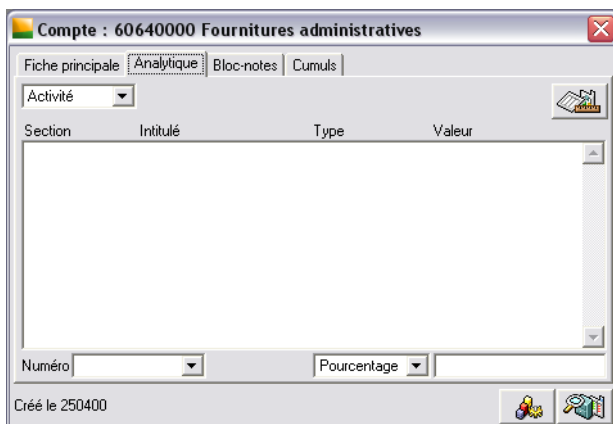 Compte : 60640000 Fournitures administratives
Fiche principale Analytique Bloc-notes Cumuls
Activité
Section Intitulé Type Valeur
Numéro Pourcentage
Créé le 250400